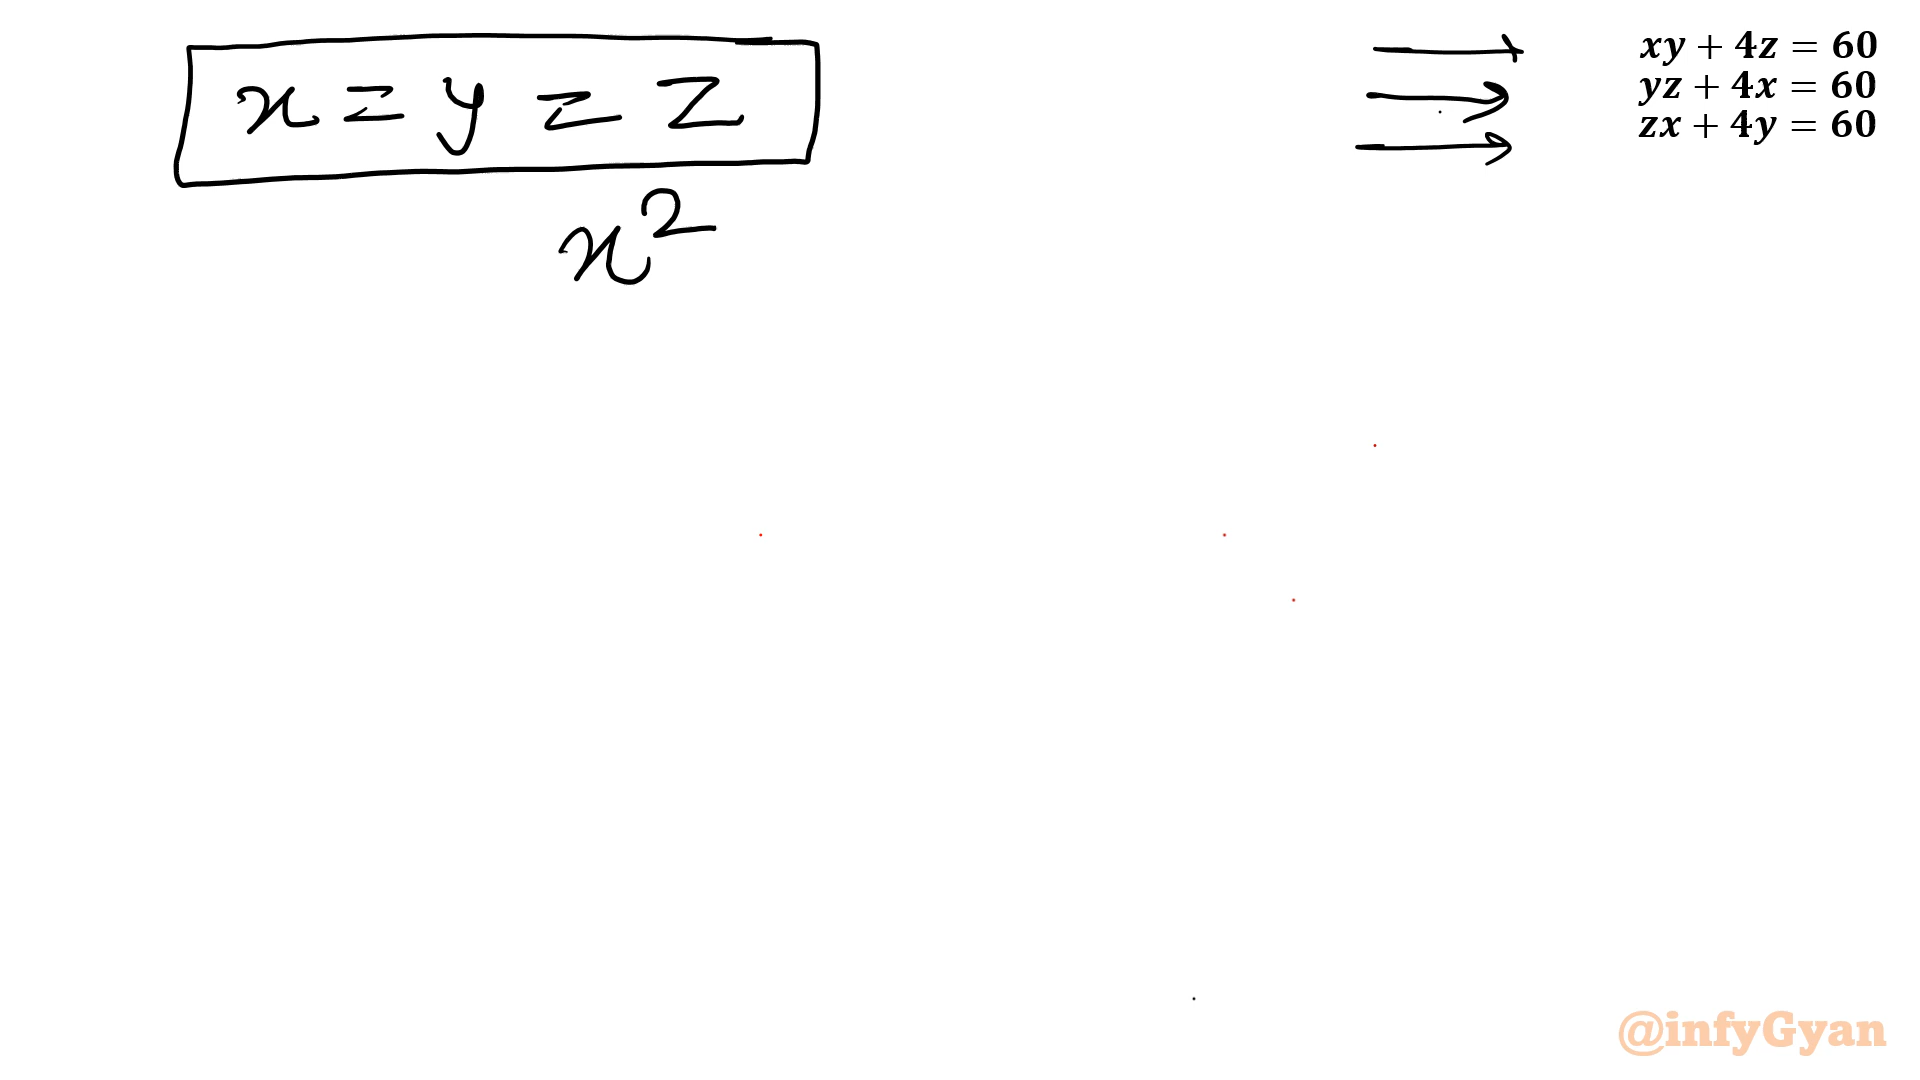 x = y = z
x²
xy + 4z = 60
yz + 4x = 60
zx + 4y = 60
@infyGyan